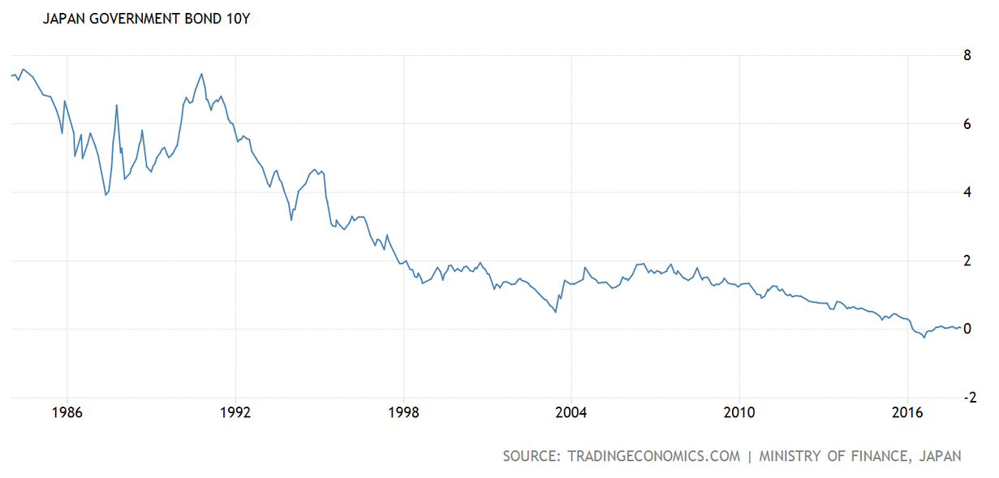 JAPAN GOVERNMENT BOND 10Y
8
6
4
2
0
-2
1986 1992 1998 2004 2010 2016
SOURCE: TRADINGECONOMICS.COM | MINISTRY OF FINANCE, JAPAN